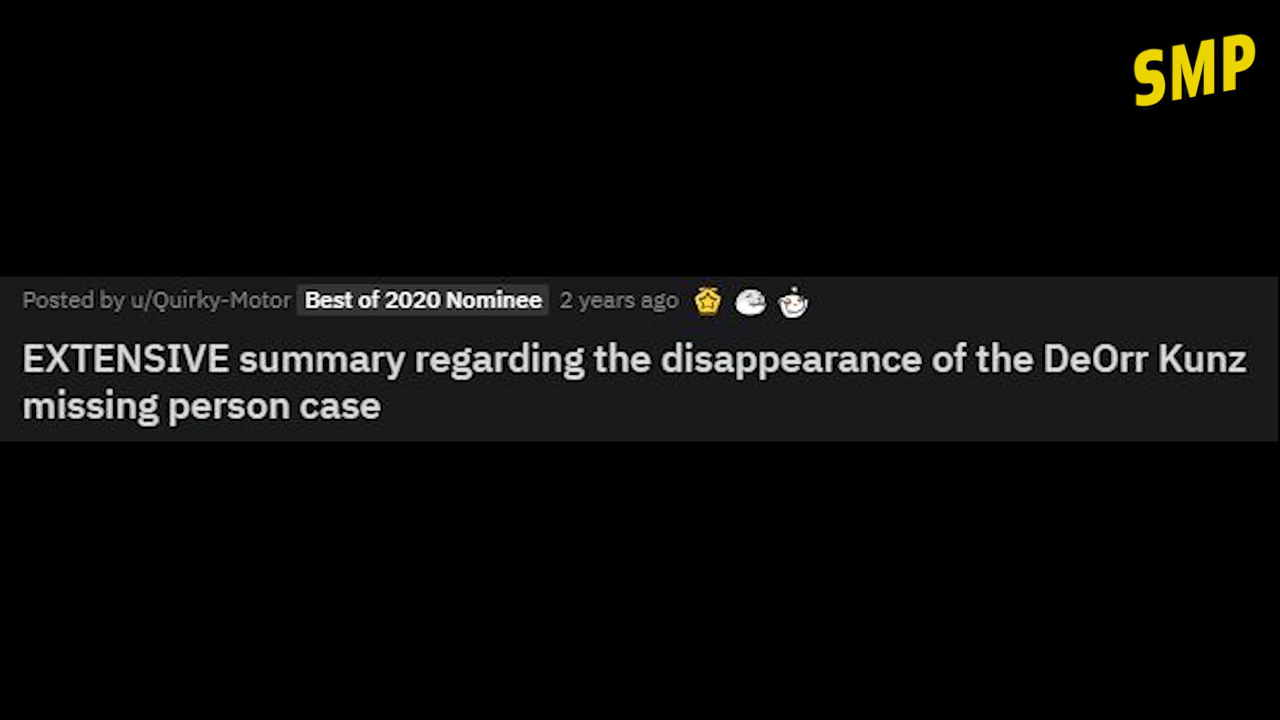 SMP
Posted by u/Quirky-Motor Best of 2020 Nominee 2 years ago
EXTENSIVE summary regarding the disappearance of the DeOrr Kunz
missing person case